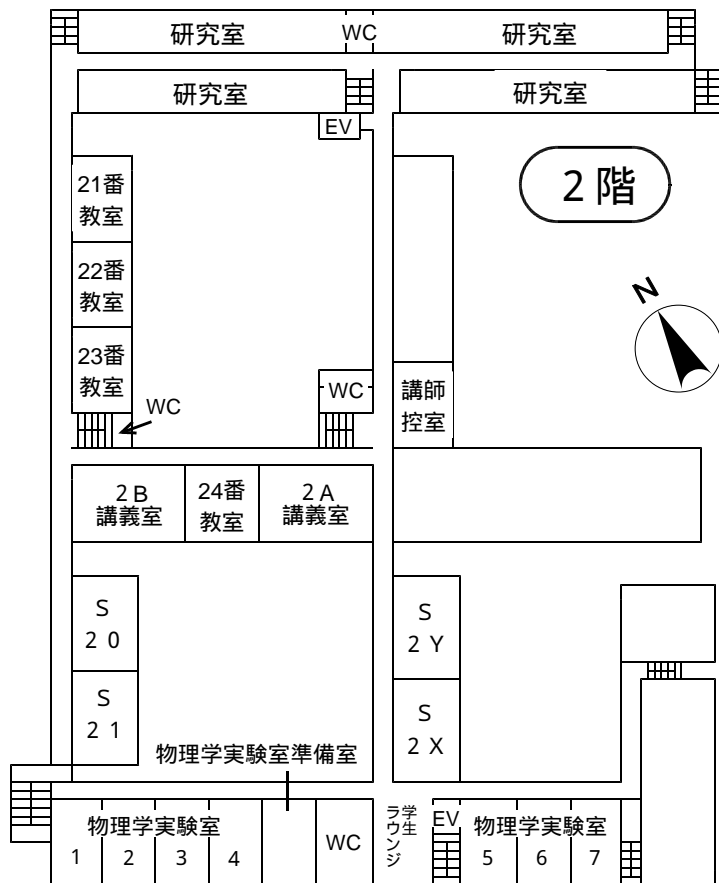 研究室
WC
研究室
研究室
研究室
EV
2階
21番
教室
22番
教室
N
23番
教室
WC
講師
控室
WC
2B
講義室
24番
教室
2A
講義室
S
20
S
2Y
S
21
S
2X
物理学実験室準備室
物理学実験室
1
2
3
4
WC
学生
ラウンジ
EV
物理学実験室
5
6
7